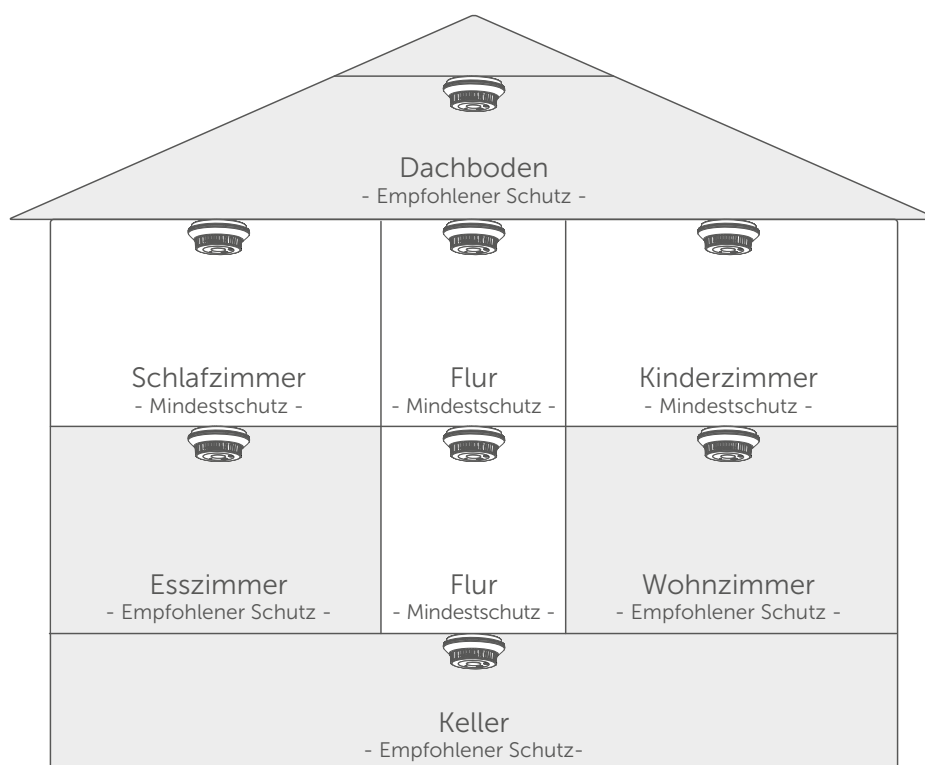 Dachboden
- Empfohlener Schutz -
Schlafzimmer
- Mindestschutz -
Flur
- Mindestschutz -
Kinderzimmer
- Mindestschutz -
Esszimmer
- Empfohlener Schutz -
Flur
- Mindestschutz -
Wohnzimmer
- Empfohlener Schutz -
Keller
- Empfohlener Schutz-